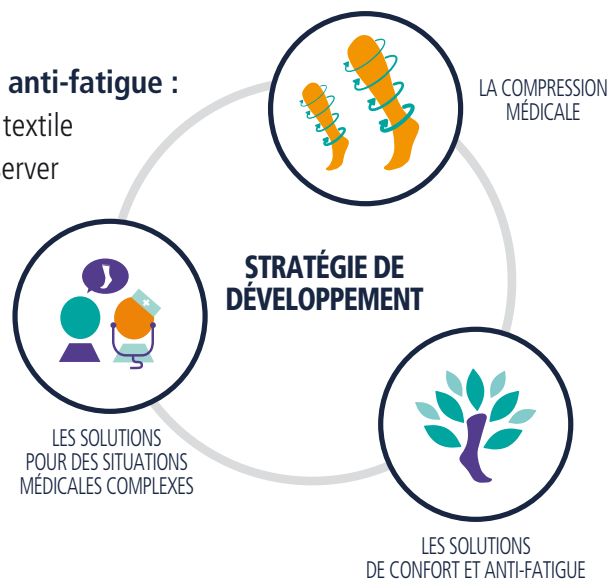 anti-fatigue :
textile
server
LA COMPRESSION
MÉDICALE
STRATÉGIE DE
DÉVELOPPEMENT
LES SOLUTIONS
POUR DES SITUATIONS
MÉDICALES COMPLEXES
LES SOLUTIONS
DE CONFORT ET ANTI-FATIGUE